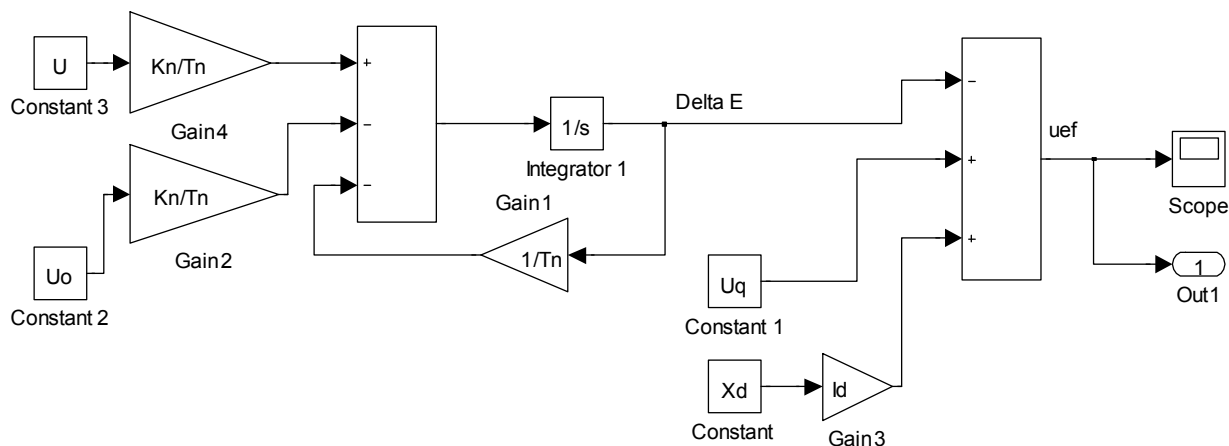 U
Constant 3
Kn/Tn
Gain4
Uo
Constant 2
Kn/Tn
Gain2
+
−
−
1/s
Integrator 1
Gain1
1/Tn
Delta E
Uq
Constant 1
Xd
Constant
Id
Gain3
−
+
+
uef
Scope
1
Out1